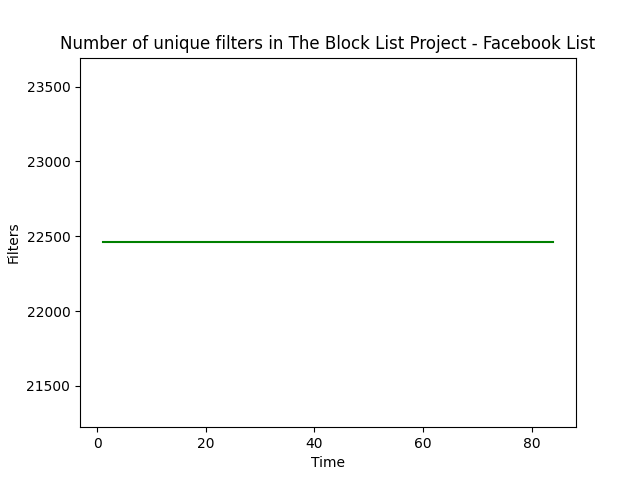 Number of unique filters in The Block List Project - Facebook List
23500
23000
22500
22000
21500
Filters
0 20 40 60 80
Time